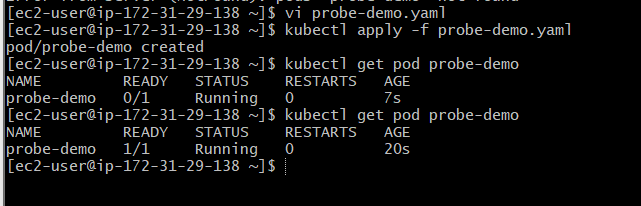 [ec2-user@ip-172-31-29-138 ~]$ vi probe-demo.yaml
[ec2-user@ip-172-31-29-138 ~]$ kubectl apply -f probe-demo.yaml
pod/probe-demo created
[ec2-user@ip-172-31-29-138 ~]$ kubectl get pod probe-demo
NAME         READY   STATUS    RESTARTS   AGE
probe-demo   0/1     Running   0          7s
[ec2-user@ip-172-31-29-138 ~]$ kubectl get pod probe-demo
NAME         READY   STATUS    RESTARTS   AGE
probe-demo   1/1     Running   0          20s
[ec2-user@ip-172-31-29-138 ~]$